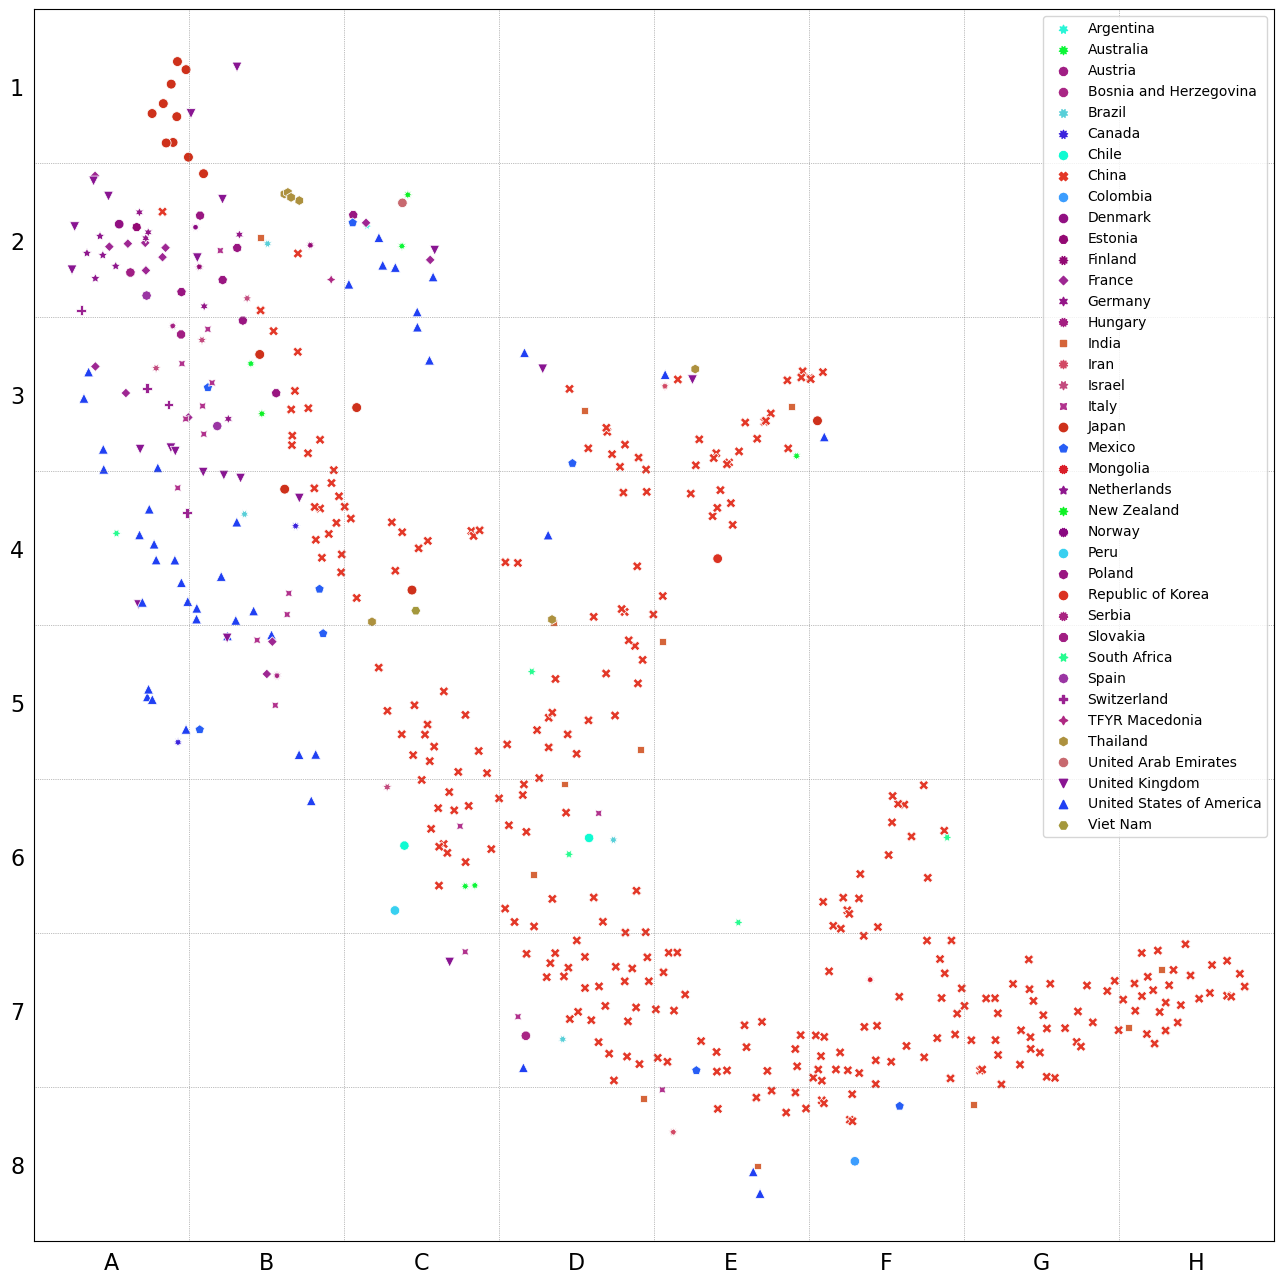 1
2
3
4
5
6
7
8
A B C D E F G H
Argentina
Australia
Austria
Bosnia and Herzegovina
Brazil
Canada
Chile
China
Colombia
Denmark
Estonia
Finland
France
Germany
Hungary
India
Iran
Israel
Italy
Japan
Mexico
Mongolia
Netherlands
New Zealand
Norway
Peru
Poland
Republic of Korea
Serbia
Slovakia
South Africa
Spain
Switzerland
TFYR Macedonia
Thailand
United Arab Emirates
United Kingdom
United States of America
Viet Nam